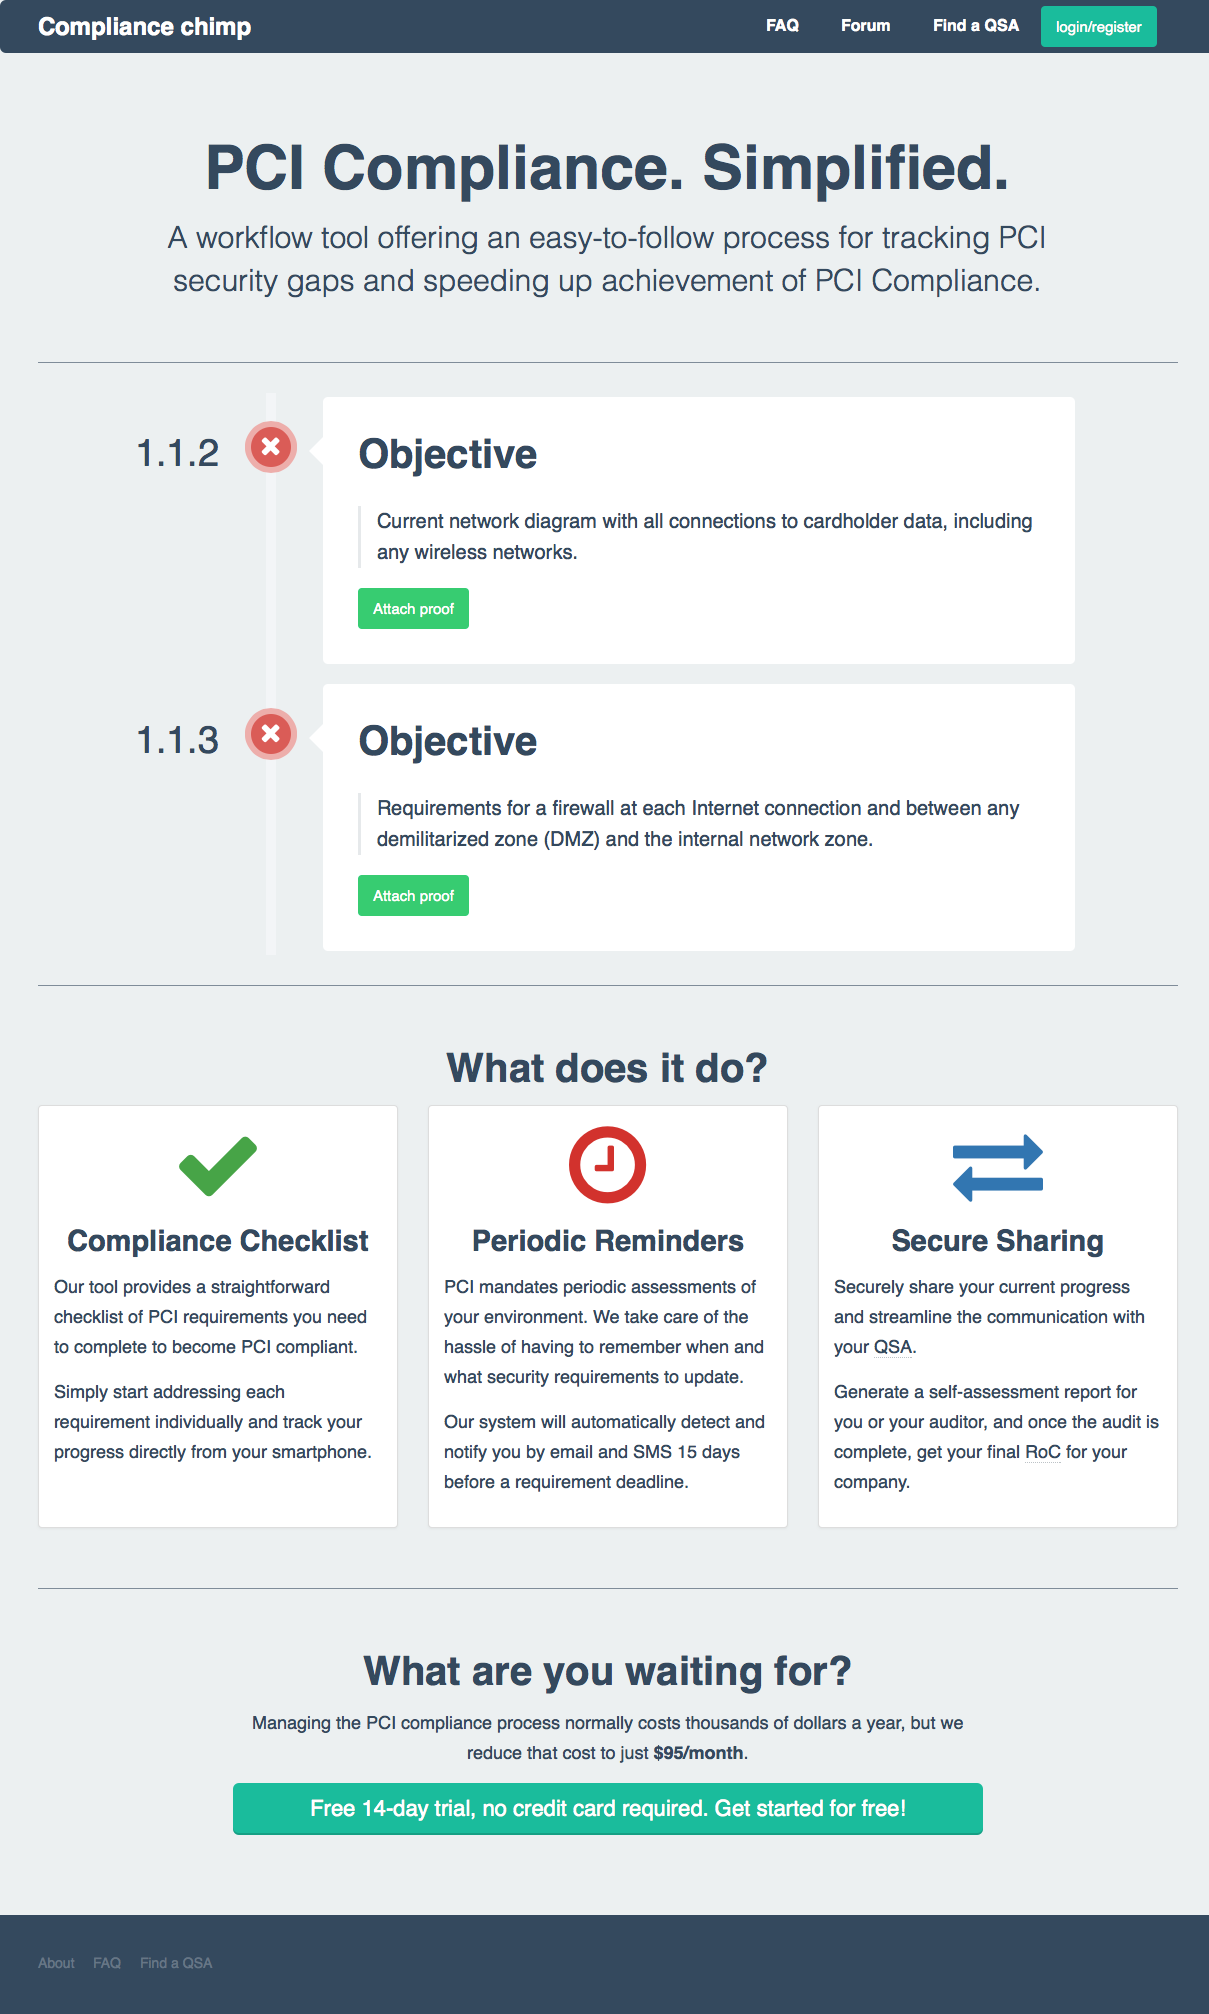 Compliance chimp
FAQ
Forum
Find a QSA
login/register
PCI Compliance. Simplified.
A workflow tool offering an easy-to-follow process for tracking PCI
security gaps and speeding up achievement of PCI Compliance.
1.1.2
Objective
Current network diagram with all connections to cardholder data, including
any wireless networks.
Attach proof
1.1.3
Objective
Requirements for a firewall at each Internet connection and between any
demilitarized zone (DMZ) and the internal network zone.
Attach proof
What does it do?
Compliance Checklist
Our tool provides a straightforward
checklist of PCI requirements you need
to complete to become PCI compliant.
Simply start addressing each
requirement individually and track your
progress directly from your smartphone.
Periodic Reminders
PCI mandates periodic assessments of
your environment. We take care of the
hassle of having to remember when and
what security requirements to update.
Our system will automatically detect and
notify you by email and SMS 15 days
before a requirement deadline.
Secure Sharing
Securely share your current progress
and streamline the communication with
your QSA.
Generate a self-assessment report for
you or your auditor, and once the audit is
complete, get your final RoC for your
company.
What are you waiting for?
Managing the PCI compliance process normally costs thousands of dollars a year, but we
reduce that cost to just $95/month.
Free 14-day trial, no credit card required. Get started for free!
About
FAQ
Find a QSA